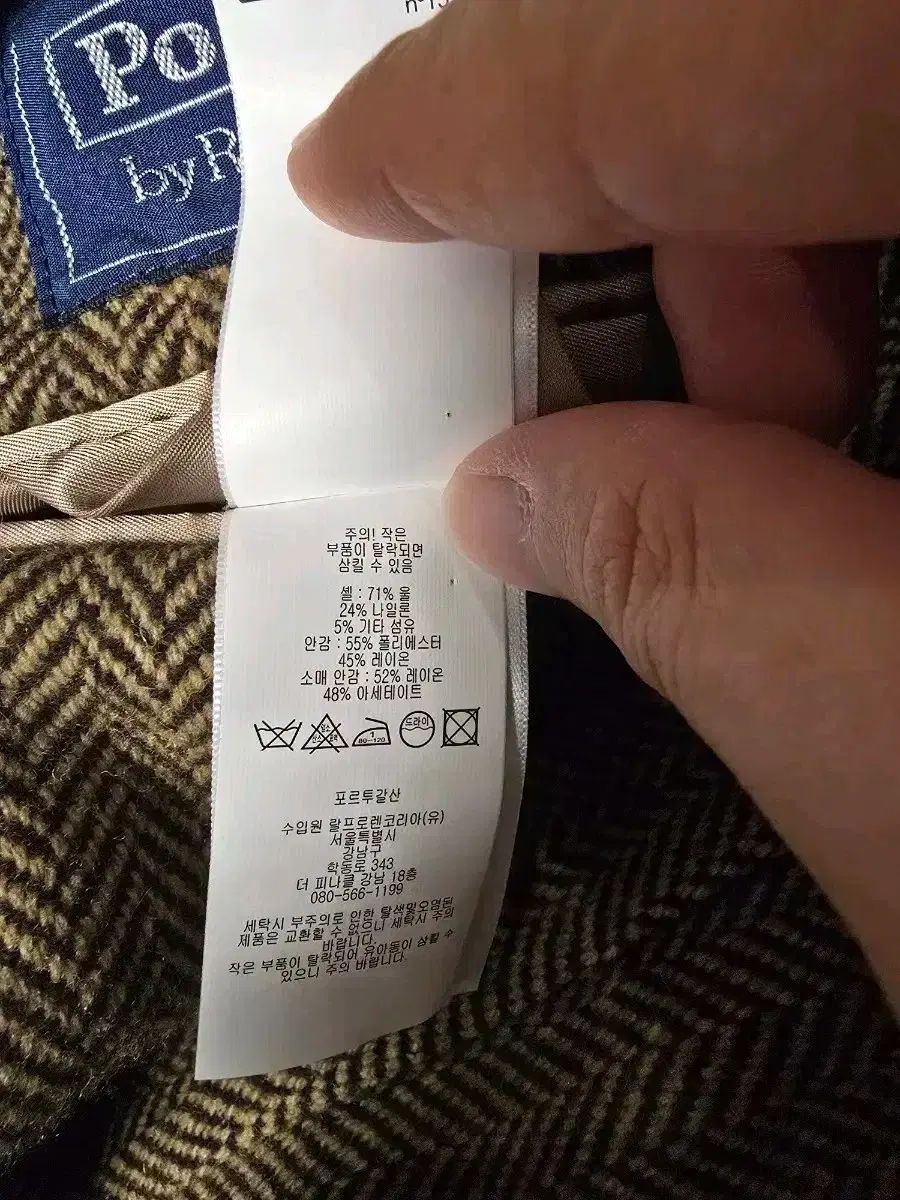 Po
by R
n°13
주의! 작은
부품이 탈락되면
삼킬 수 있음
셸 : 71% 울
24% 나일론
5% 기타 섬유
안감 : 55% 폴리에스터
45% 레이온
소매 안감 : 52% 레이온
48% 아세테이트
1
80~120
드라이
포르투갈산
수입원 랄프로렌코리아(유)
서울특별시
강남구
학동로 343
더 피나클 강남 18층
080-566-1199
세탁시 부주의로 인한 탈색및오염된
제품은 교환할 수 없으니 세탁시 주의
바랍니다.
작은 부품이 탈락되어 유아동이 삼킬 수
있으니 주의 바랍니다.